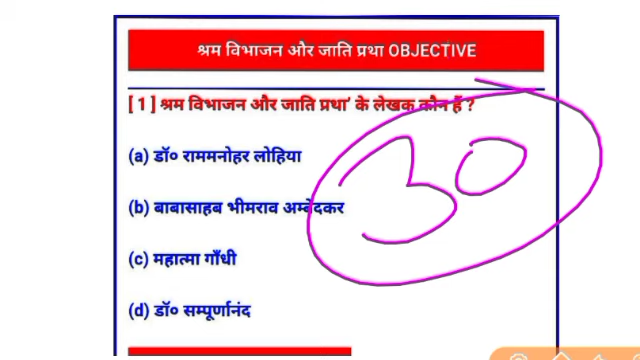 श्रम विभाजन और जाति प्रथा OBJECTIVE
[ 1 ] श्रम विभाजन और जाति प्रथा' के लेखक कौन हैं ?
30
(a) डॉ० राममनोहर लोहिया
(b) बाबासाहब भीमराव अम्बेदकर
(c) महात्मा गाँधी
(d) डॉ० सम्पूर्णानंद